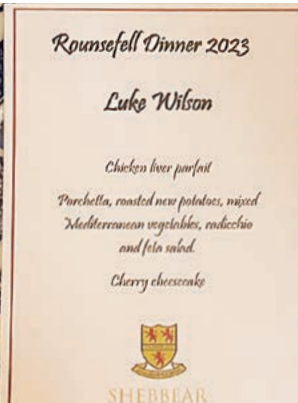 Rounsefell Dinner 2023
Luke Wilson
Chicken liver parfait
Porchetta, roasted new potatoes, mixed
Mediterranean vegetables, radicchio
and feta salad.
Cherry cheesecake
SHEBBEAR